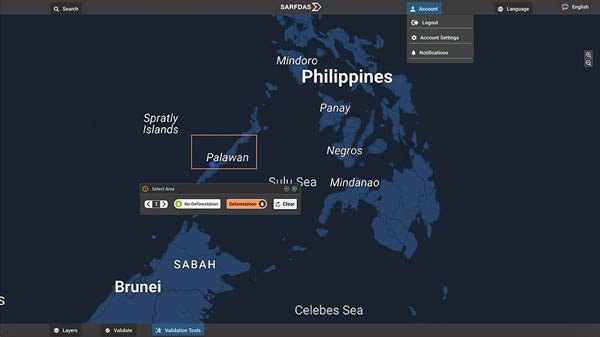 Search
SARFDAS
Account
Language
English
Logout
Account Settings
Notifications
Mindoro
Philippines
Panay
Spratly
Islands
Negros
Palawan
Sulu Sea
Mindanao
Select Area
1
No Deforestation
Deforestation
Clear
SABAH
Brunei
Celebes Sea
Layers
Validate
Validation Tools